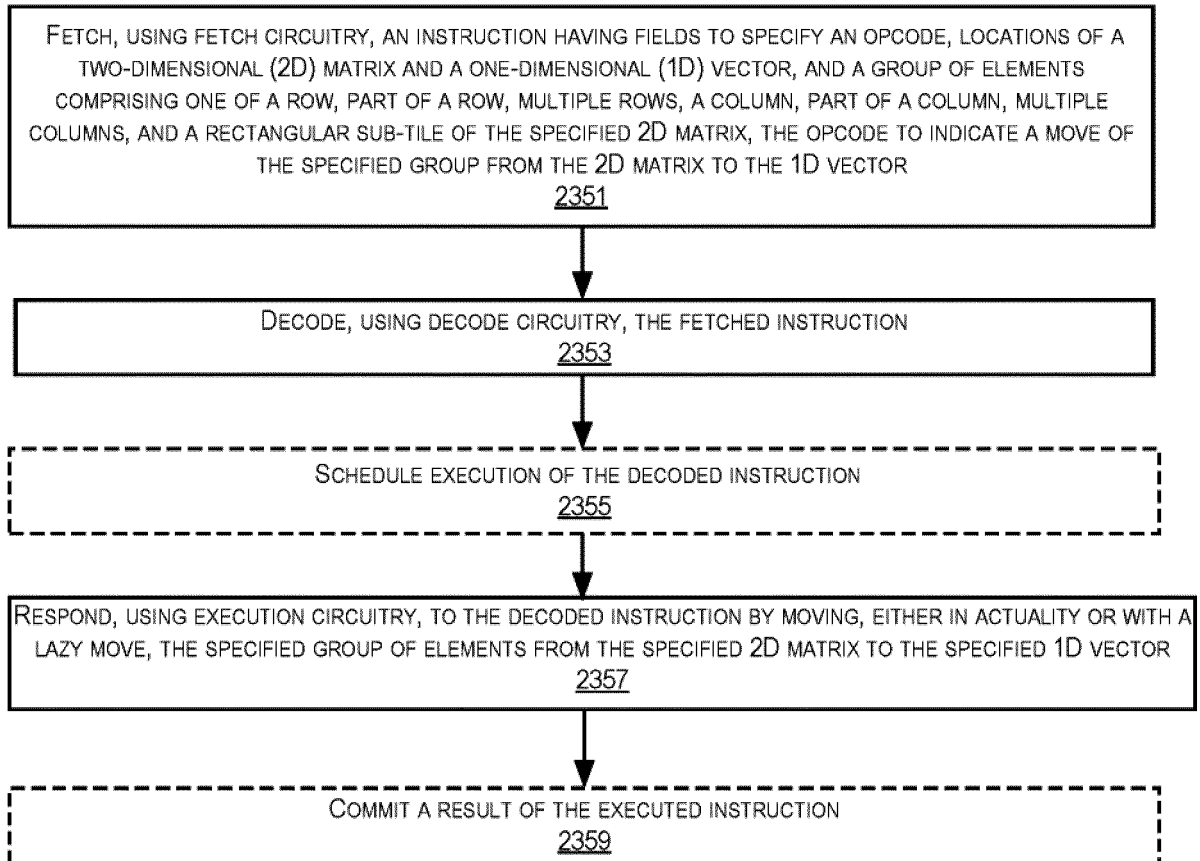 FETCH, USING FETCH CIRCUITRY, AN INSTRUCTION HAVING FIELDS TO SPECIFY AN OPCODE, LOCATIONS OF A
TWO-DIMENSIONAL (2D) MATRIX AND A ONE-DIMENSIONAL (1D) VECTOR, AND A GROUP OF ELEMENTS
COMPRISING ONE OF A ROW, PART OF A ROW, MULTIPLE ROWS, A COLUMN, PART OF A COLUMN, MULTIPLE
COLUMNS, AND A RECTANGULAR SUB-TILE OF THE SPECIFIED 2D MATRIX, THE OPCODE TO INDICATE A MOVE OF
THE SPECIFIED GROUP FROM THE 2D MATRIX TO THE 1D VECTOR
2351
DECODE, USING DECODE CIRCUITRY, THE FETCHED INSTRUCTION
2353
SCHEDULE EXECUTION OF THE DECODED INSTRUCTION
2355
RESPOND, USING EXECUTION CIRCUITRY, TO THE DECODED INSTRUCTION BY MOVING, EITHER IN ACTUALITY OR WITH A
LAZY MOVE, THE SPECIFIED GROUP OF ELEMENTS FROM THE SPECIFIED 2D MATRIX TO THE SPECIFIED 1D VECTOR
2357
COMMIT A RESULT OF THE EXECUTED INSTRUCTION
2359